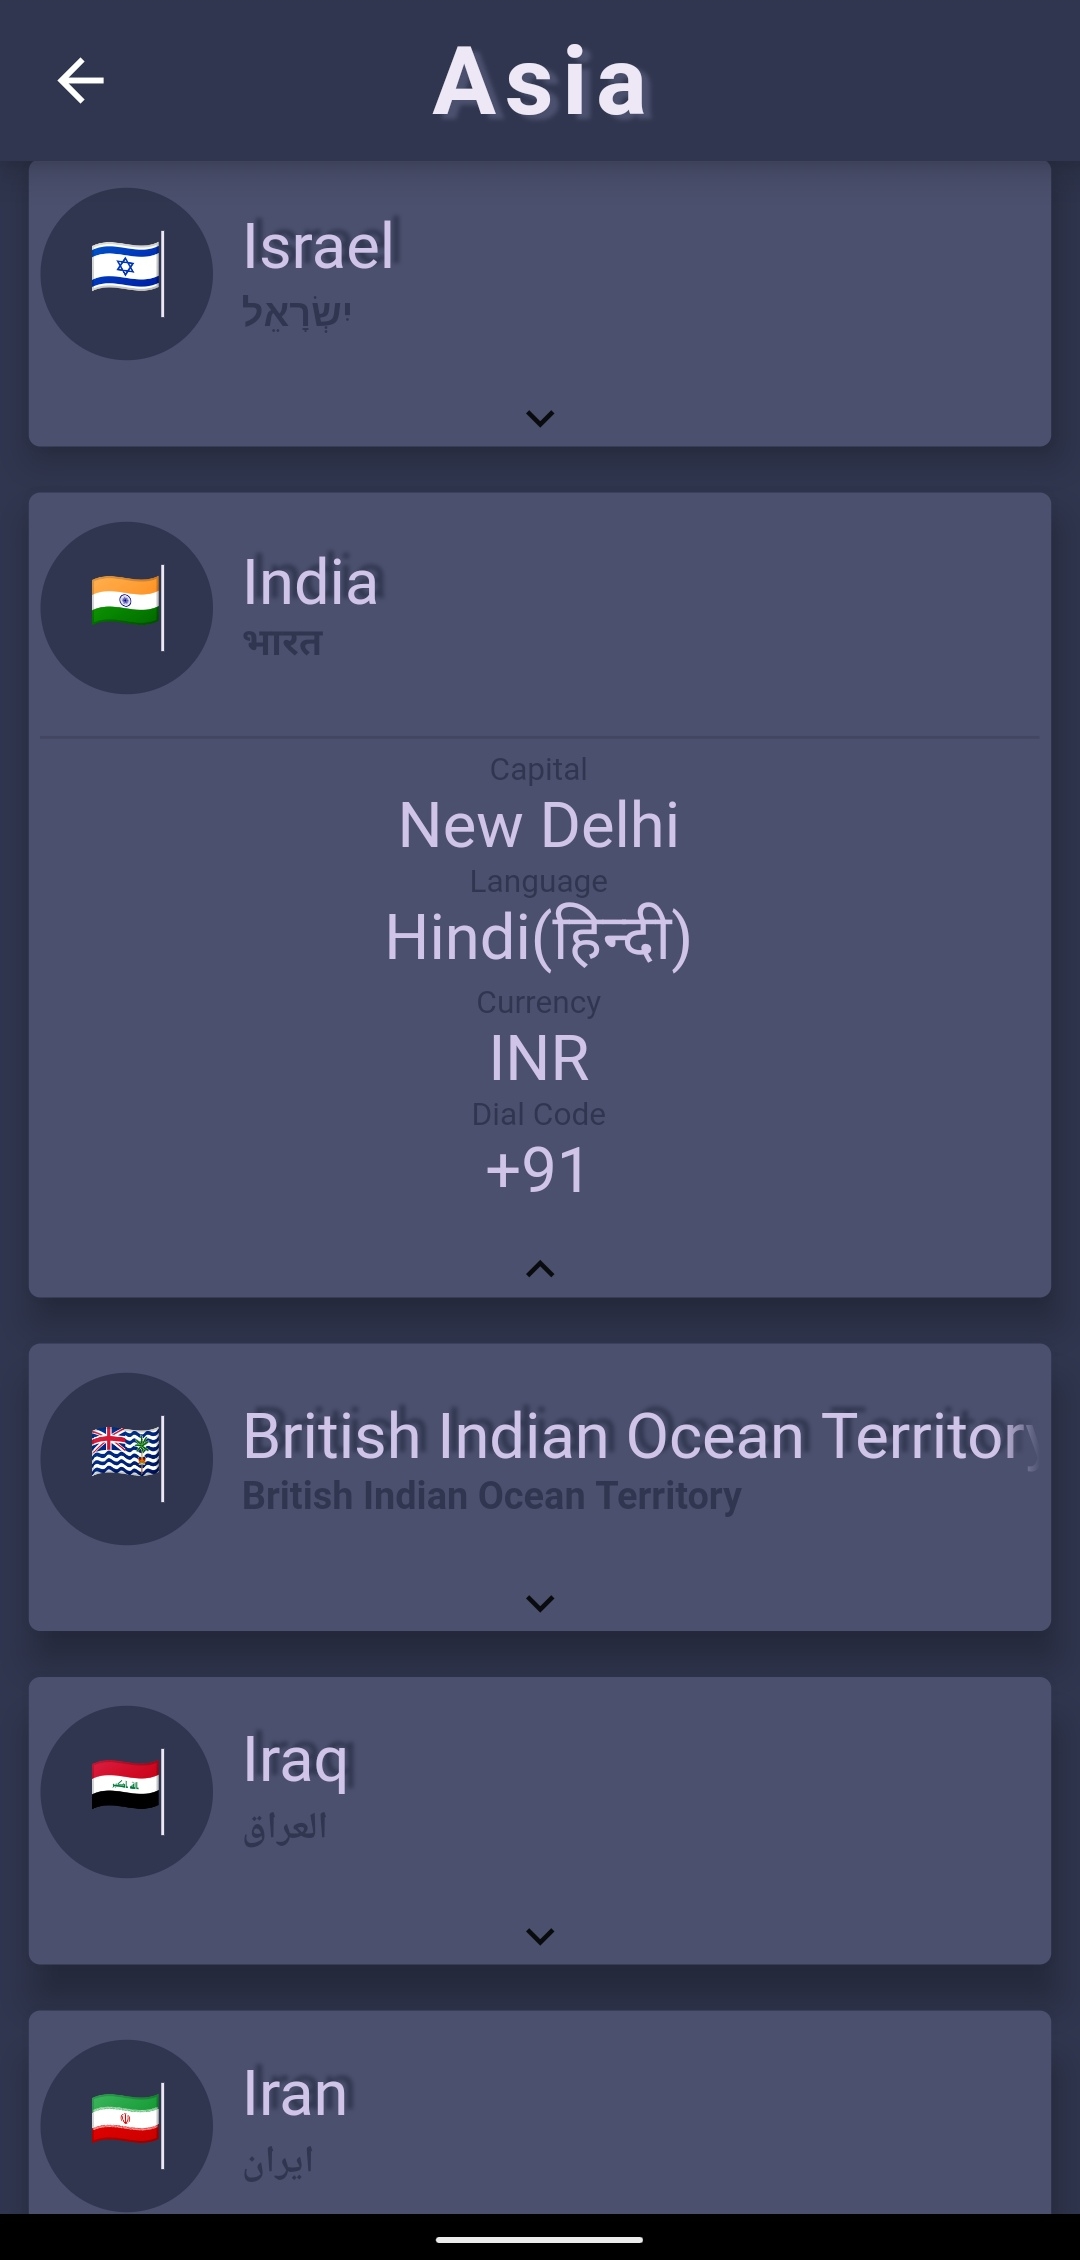 Asia
Israel
יִשְׂרָאֵל
India
भारत
Capital
New Delhi
Language
Hindi(हिन्दी)
Currency
INR
Dial Code
+91
British Indian Ocean Territory
British Indian Ocean Territory
Iraq
العراق
Iran
ایران